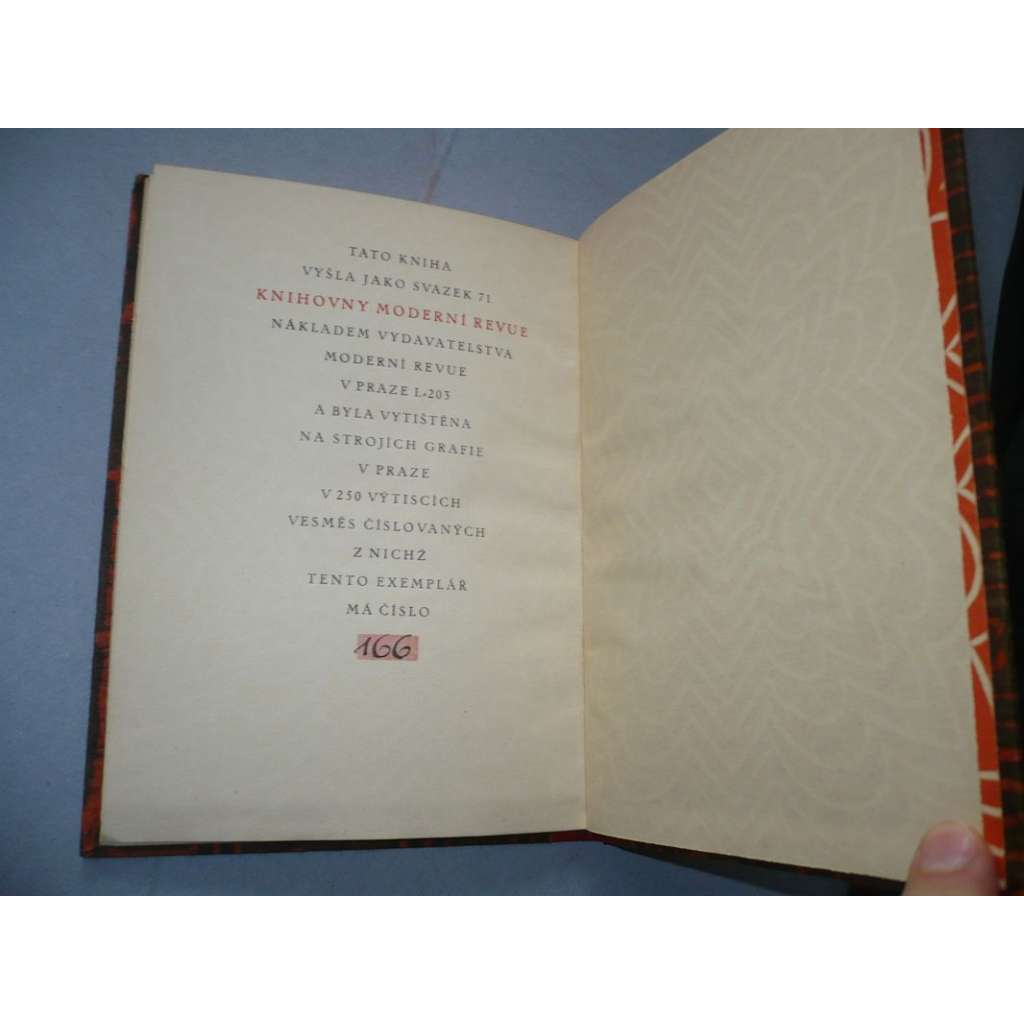 TATO KNIHA
VYŠLA JAKO SVAZEK 71
KNIHOVNY MODERNÍ REVUE
NÁKLADEM VYDAVATELSTVA
MODERNÍ REVUE
V PRAZE I.-203
A BYLA VYTIŠTĚNA
NA STROJÍCH GRAFIE
V PRAZE
V 250 VÝTISCÍCH
VESMĚS ČÍSLOVANÝCH
Z NICHŽ
TENTO EXEMPLÁŘ
MÁ ČÍSLO
166